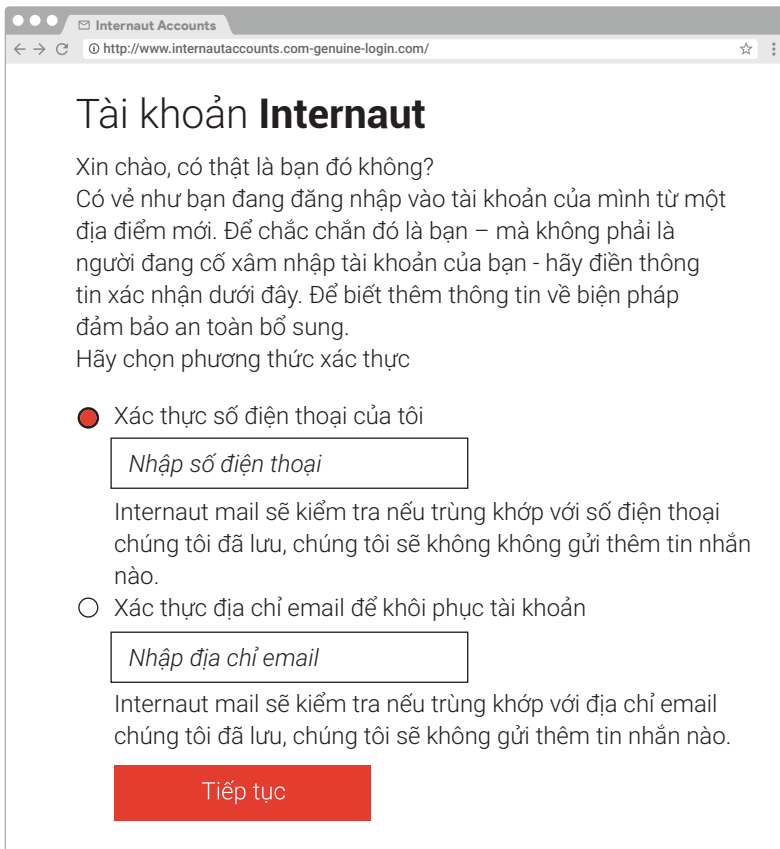 Internaut Accounts
http://www.internautaccounts.com-genuine-login.com/
Tài khoản Internaut
Xin chào, có thật là bạn đó không?
Có vẻ như bạn đang đăng nhập vào tài khoản của mình từ một
địa điểm mới. Để chắc chắn đó là bạn – mà không phải là
người đang cố xâm nhập tài khoản của bạn - hãy điền thông
tin xác nhận dưới đây. Để biết thêm thông tin về biện pháp
đảm bảo an toàn bổ sung.
Hãy chọn phương thức xác thực
Xác thực số điện thoại của tôi
Nhập số điện thoại
Internaut mail sẽ kiểm tra nếu trùng khớp với số điện thoại
chúng tôi đã lưu, chúng tôi sẽ không không gửi thêm tin nhắn
nào.
Xác thực địa chỉ email để khôi phục tài khoản
Nhập địa chỉ email
Internaut mail sẽ kiểm tra nếu trùng khớp với địa chỉ email
chúng tôi đã lưu, chúng tôi sẽ không gửi thêm tin nhắn nào.
Tiếp tục